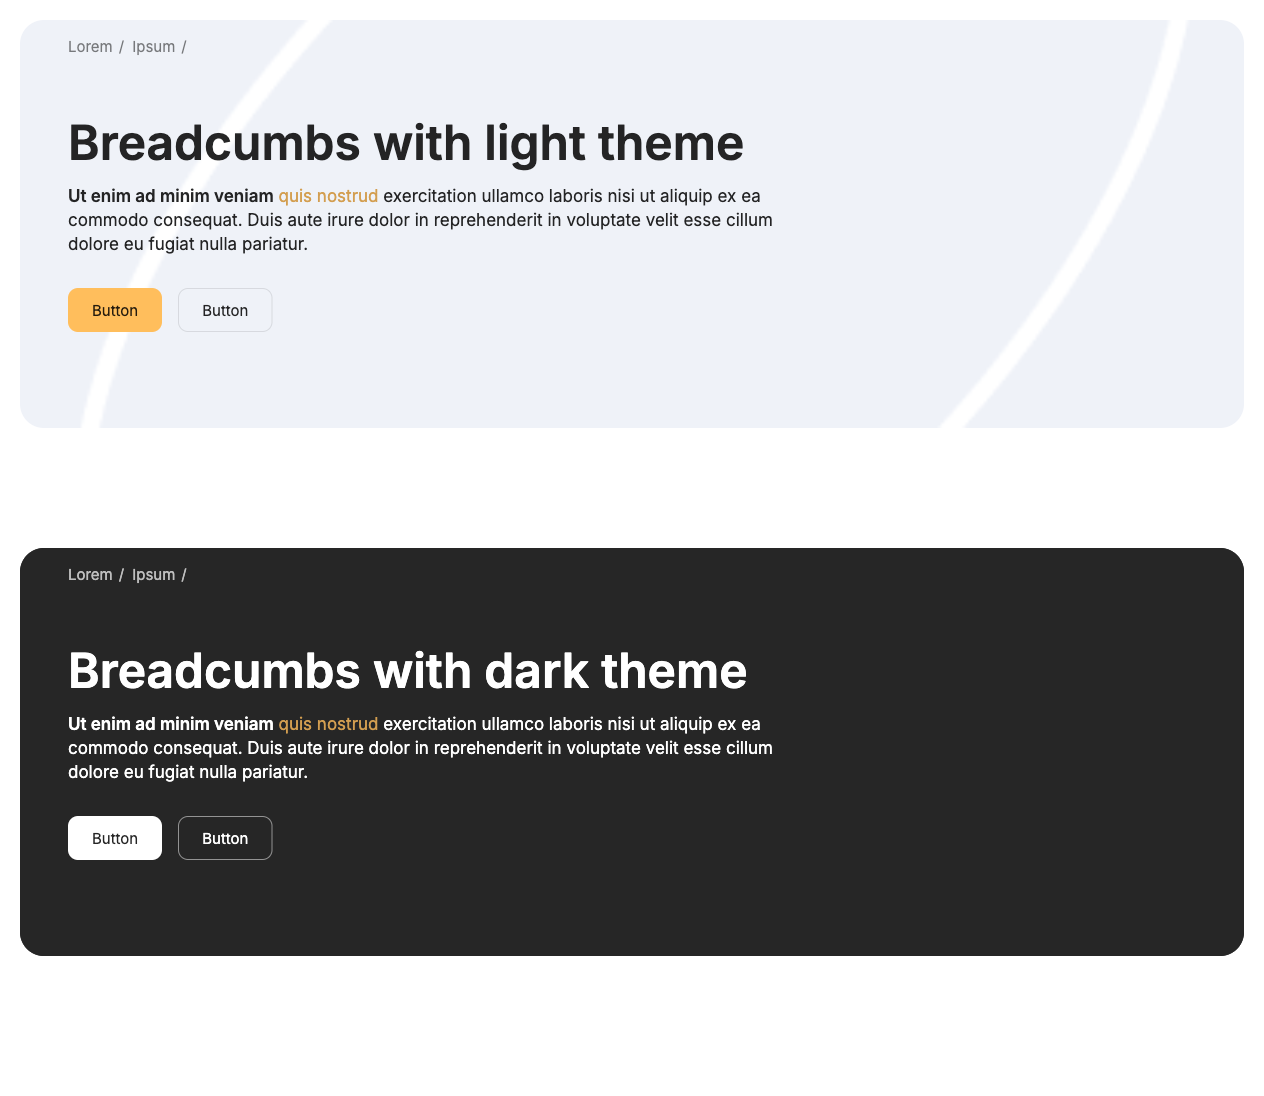 Lorem / Ipsum /
Breadcumbs with light theme
Ut enim ad minim veniam quis nostrud exercitation ullamco laboris nisi ut aliquip ex ea
commodo consequat. Duis aute irure dolor in reprehenderit in voluptate velit esse cillum
dolore eu fugiat nulla pariatur.
Button Button
Lorem / Ipsum /
Breadcumbs with dark theme
Ut enim ad minim veniam quis nostrud exercitation ullamco laboris nisi ut aliquip ex ea
commodo consequat. Duis aute irure dolor in reprehenderit in voluptate velit esse cillum
dolore eu fugiat nulla pariatur.
Button Button